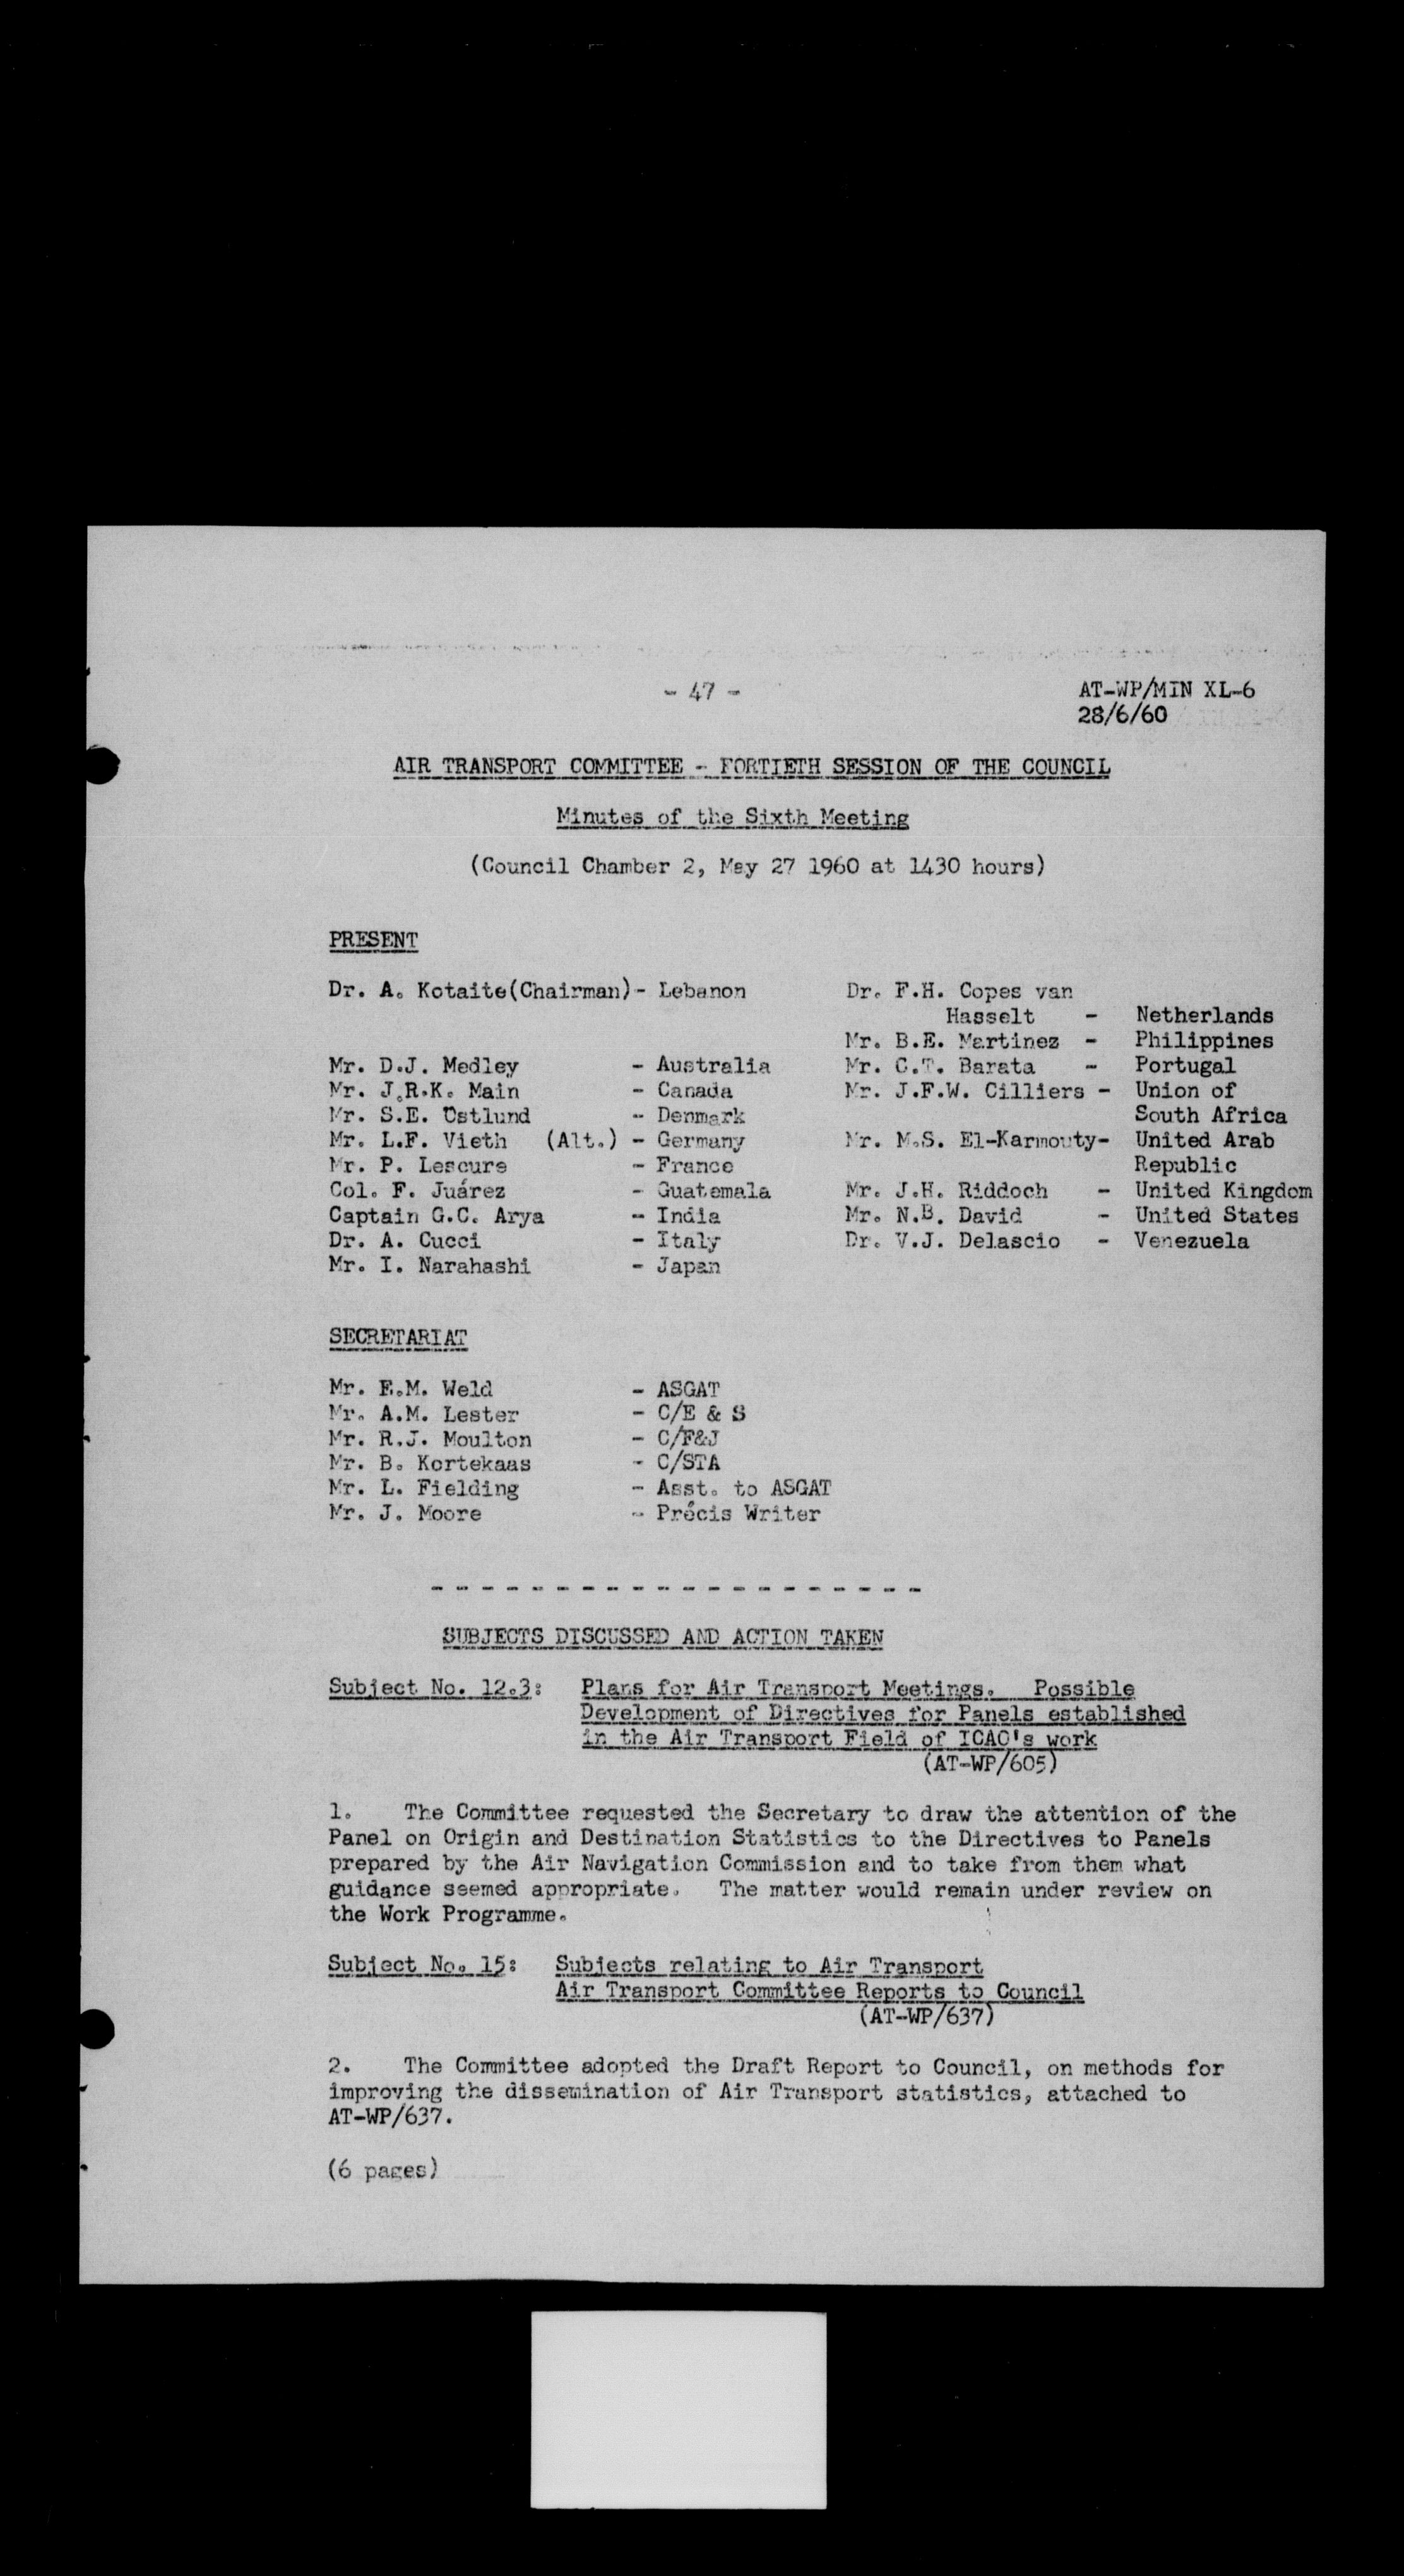 - 47 -
AT-WP/MIN XL-6
28/6/60
AIR TRANSPORT COMMITTEE - FORTIETH SESSION OF THE COUNCIL
Minutes of the Sixth Meeting
(Council Chamber 2, May 27 1960 at 1430 hours)
PRESENT
Dr. A. Kotaite(Chairman)- Lebanon
Mr. D.J. Medley - Australia
Mr. J.R.K. Main - Canada
Mr. S.E. Ostlund - Denmark
Mr. L.F. Vieth (Alt.) - Germany
Mr. P. Lescure - France
Col. F. Juárez - Guatemala
Captain G.C. Arya - India
Dr. A. Cucci - Italy
Mr. I. Narahashi - Japan
Dr. F.H. Copes van
Hasselt - Netherlands
Mr. B.E. Martinez - Philippines
Mr. C.T. Barata - Portugal
Mr. J.F.W. Cilliers - Union of
South Africa
Mr. M.S. El-Karmouty- United Arab
Republic
Mr. J.H. Riddoch - United Kingdom
Mr. N.B. David - United States
Dr. V.J. Delascio - Venezuela
SECRETARIAT
Mr. E.M. Weld - ASGAT
Mr. A.M. Lester - C/E & S
Mr. R.J. Moulton - C/F&J
Mr. B. Kortekaas - C/STA
Mr. L. Fielding - Asst. to ASGAT
Mr. J. Moore - Précis Writer
- - - - - - - - - - - - - - - - - - - -
SUBJECTS DISCUSSED AND ACTION TAKEN
Subject No. 12.3: Plans for Air Transport Meetings. Possible
Development of Directives for Panels established
in the Air Transport Field of ICAO's work
(AT-WP/605)
1. The Committee requested the Secretary to draw the attention of the
Panel on Origin and Destination Statistics to the Directives to Panels
prepared by the Air Navigation Commission and to take from them what
guidance seemed appropriate. The matter would remain under review on
the Work Programme.
Subject No. 15: Subjects relating to Air Transport
Air Transport Committee Reports to Council
(AT-WP/637)
2. The Committee adopted the Draft Report to Council, on methods for
improving the dissemination of Air Transport statistics, attached to
AT-WP/637.
(6 pages)